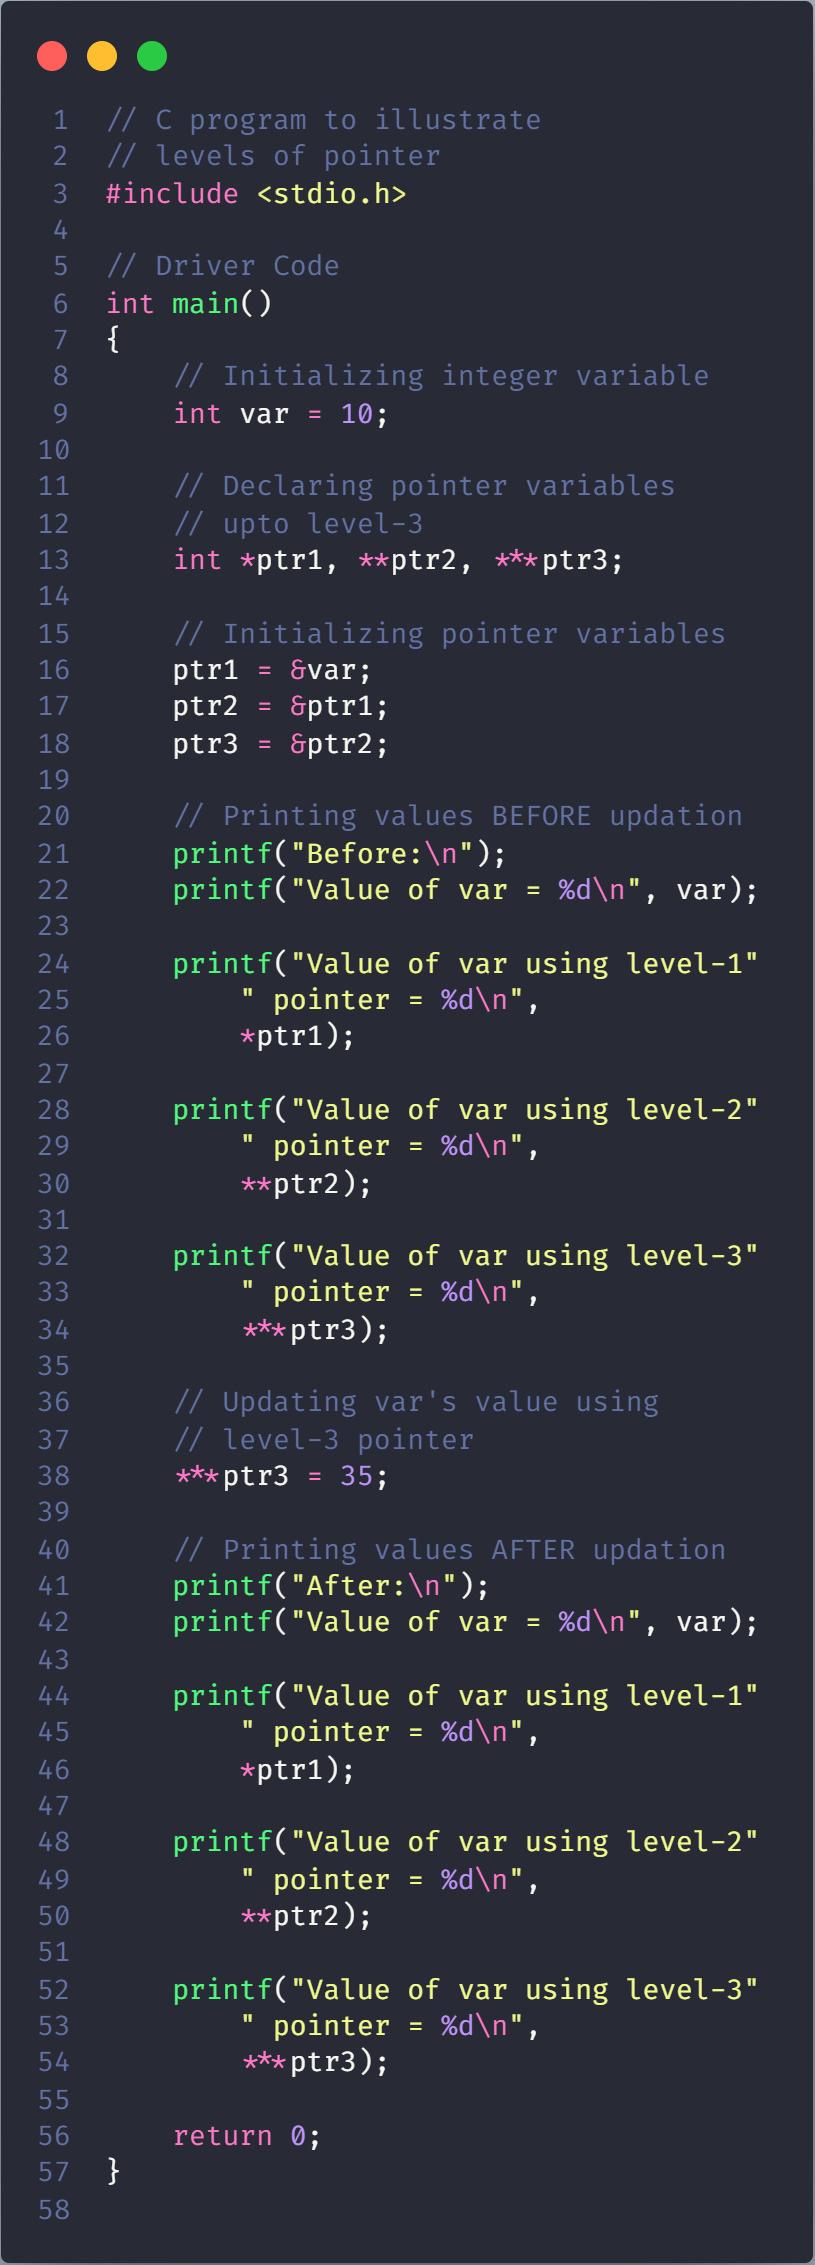 1 // C program to illustrate
2 // levels of pointer
3 #include <stdio.h>
4
5 // Driver Code
6 int main()
7 {
8     // Initializing integer variable
9     int var = 10;
10
11     // Declaring pointer variables
12     // upto level-3
13     int *ptr1, **ptr2, ***ptr3;
14
15     // Initializing pointer variables
16     ptr1 = &var;
17     ptr2 = &ptr1;
18     ptr3 = &ptr2;
19
20     // Printing values BEFORE updation
21     printf("Before:\n");
22     printf("Value of var = %d\n", var);
23
24     printf("Value of var using level-1"
25         " pointer = %d\n",
26         *ptr1);
27
28     printf("Value of var using level-2"
29         " pointer = %d\n",
30         **ptr2);
31
32     printf("Value of var using level-3"
33         " pointer = %d\n",
34         ***ptr3);
35
36     // Updating var's value using
37     // level-3 pointer
38     ***ptr3 = 35;
39
40     // Printing values AFTER updation
41     printf("After:\n");
42     printf("Value of var = %d\n", var);
43
44     printf("Value of var using level-1"
45         " pointer = %d\n",
46         *ptr1);
47
48     printf("Value of var using level-2"
49         " pointer = %d\n",
50         **ptr2);
51
52     printf("Value of var using level-3"
53         " pointer = %d\n",
54         ***ptr3);
55
56     return 0;
57 }
58